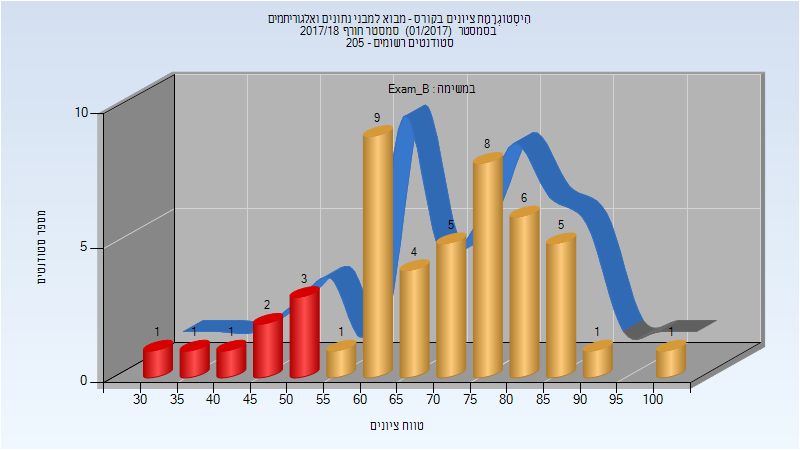 היסטוגרמת ציונים בקורס - מבוא למבני נתונים ואלגוריתמים
בסמסטר (01/2017) סמסטר חורף 2017/18
סטודנטים רשומים - 205
במשימה : Exam_B
מספר סטודנטים
10
5
0
1
1
1
2
3
1
9
4
5
8
6
5
1
1
30 35 40 45 50 55 60 65 70 75 80 85 90 95 100
טווח ציונים